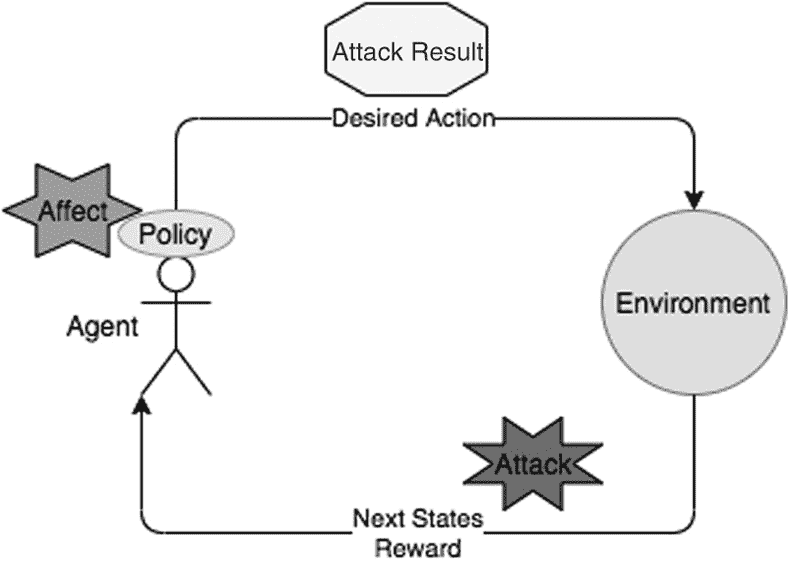 Attack Result
Desired Action
Affect
Policy
Agent
Environment
Attack
Next States
Reward